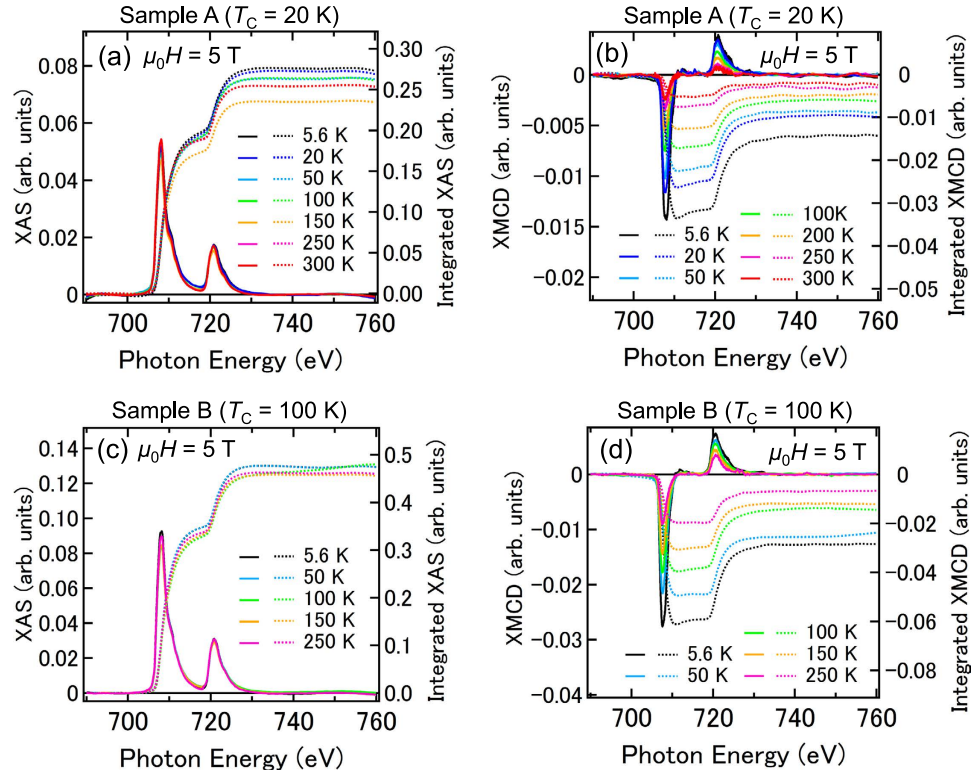 Sample A (T_C = 20 K)
(a) μ₀H = 5 T
XAS (arb. units)
0.08
0.06
0.04
0.02
0
0.30
0.25
0.20
0.15
0.10
0.05
0.00
Integrated XAS (arb. units)
5.6 K
20 K
50 K
100 K
150 K
250 K
300 K
700 720 740 760
Photon Energy (eV)
Sample A (T_C = 20 K)
(b) μ₀H = 5 T
XMCD (arb. units)
0
−0.005
−0.01
−0.015
−0.02
0
−0.01
−0.02
−0.03
−0.04
−0.05
Integrated XMCD (arb. units)
5.6 K
20 K
50 K
100K
200 K
250 K
300 K
700 720 740 760
Photon Energy (eV)
Sample B (T_C = 100 K)
(c) μ₀H = 5 T
XAS (arb. units)
0.14
0.12
0.10
0.08
0.06
0.04
0.02
0.00
0.5
0.4
0.3
0.2
0.1
0.0
Integrated XAS (arb. units)
5.6 K
50 K
100 K
150 K
250 K
700 720 740 760
Photon Energy (eV)
Sample B (T_C = 100 K)
(d) μ₀H = 5 T
XMCD (arb. units)
0
−0.01
−0.02
−0.03
−0.04
0
−0.02
−0.04
−0.06
−0.08
Integrated XMCD (arb. units)
5.6 K
50 K
100 K
150 K
250 K
700 720 740 760
Photon Energy (eV)